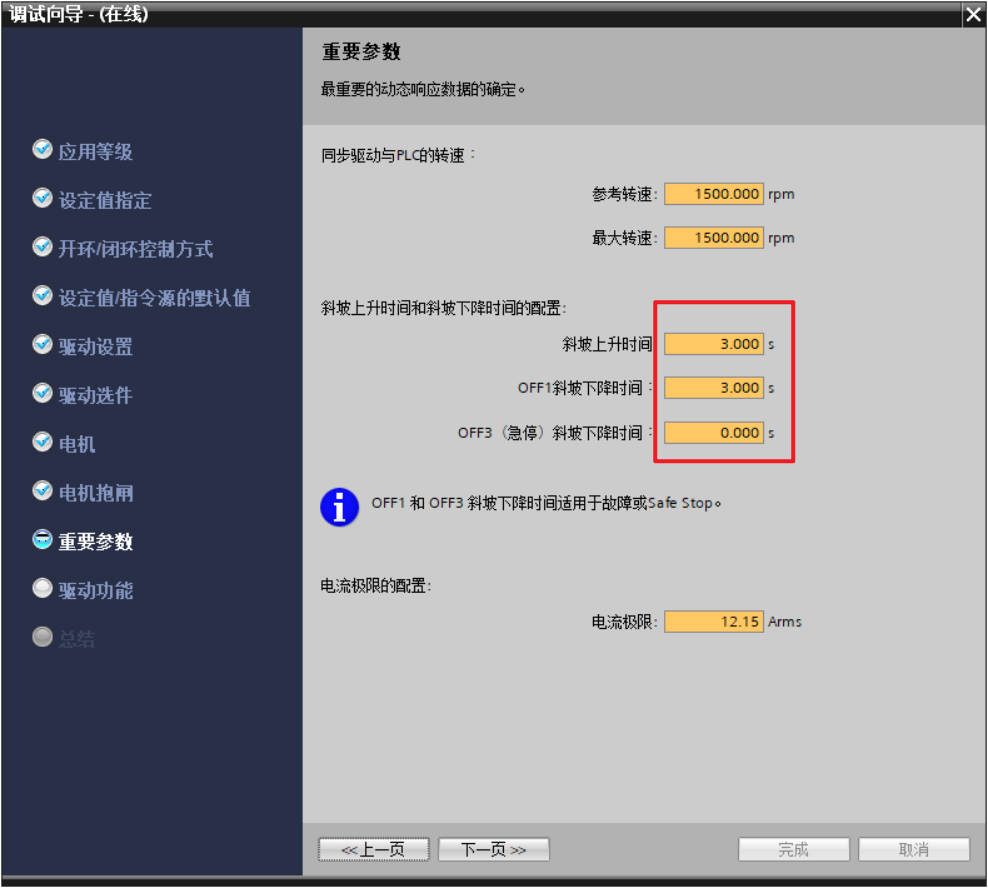 调试向导 - (在线)
重要参数
最重要的动态响应数据的确定。
应用等级
设定值指定
开环/闭环控制方式
设定值/指令源的默认值
驱动设置
驱动选件
电机
电机抱闸
重要参数
驱动功能
总结
同步驱动与PLC的转速：
参考转速: 1500.000 rpm
最大转速: 1500.000 rpm
斜坡上升时间和斜坡下降时间的配置:
斜坡上升时间 3.000 s
OFF1斜坡下降时间： 3.000 s
OFF3（急停）斜坡下降时间： 0.000 s
OFF1 和 OFF3 斜坡下降时间适用于故障或Safe Stop。
电流极限的配置:
电流极限: 12.15 Arms
<<上一页 下一页>> 完成 取消